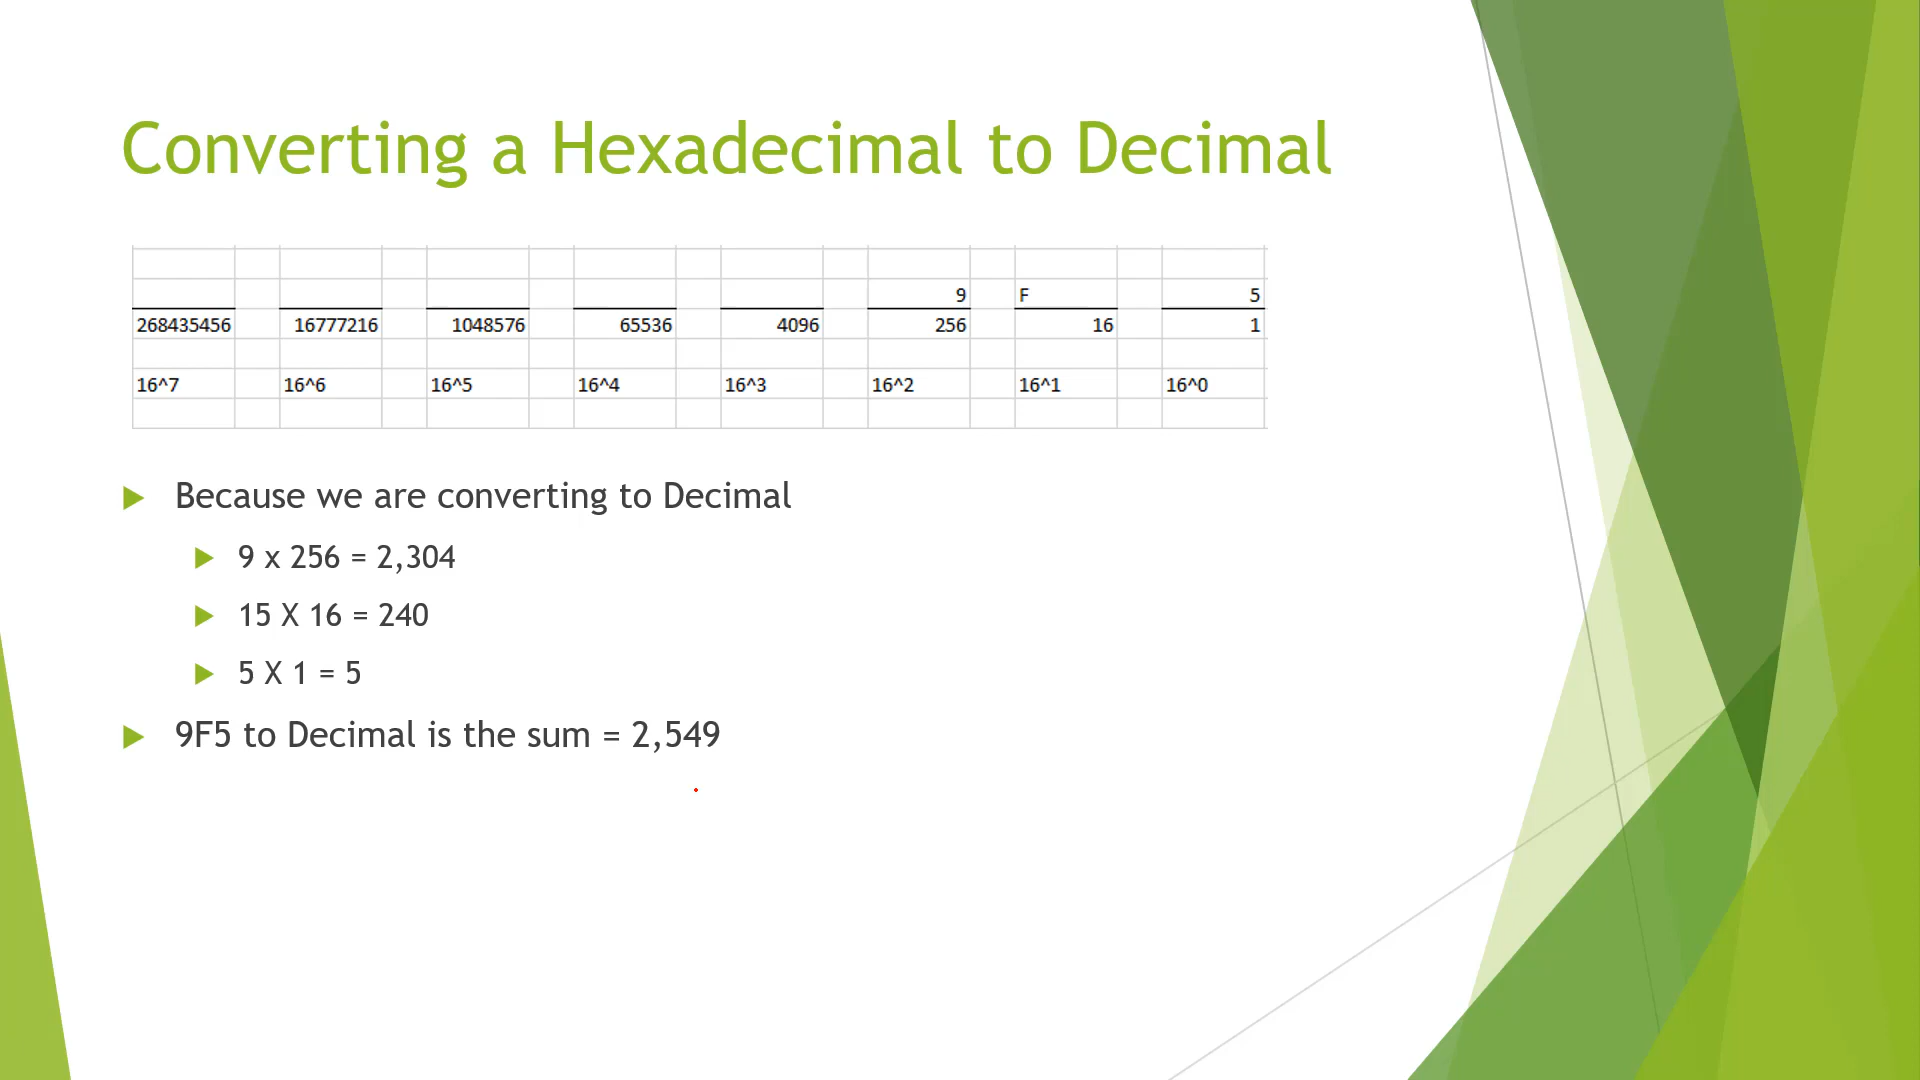 Converting a Hexadecimal to Decimal
9 F 5
268435456 16777216 1048576 65536 4096 256 16 1
16^7 16^6 16^5 16^4 16^3 16^2 16^1 16^0
Because we are converting to Decimal
9 x 256 = 2,304
15 X 16 = 240
5 X 1 = 5
9F5 to Decimal is the sum = 2,549